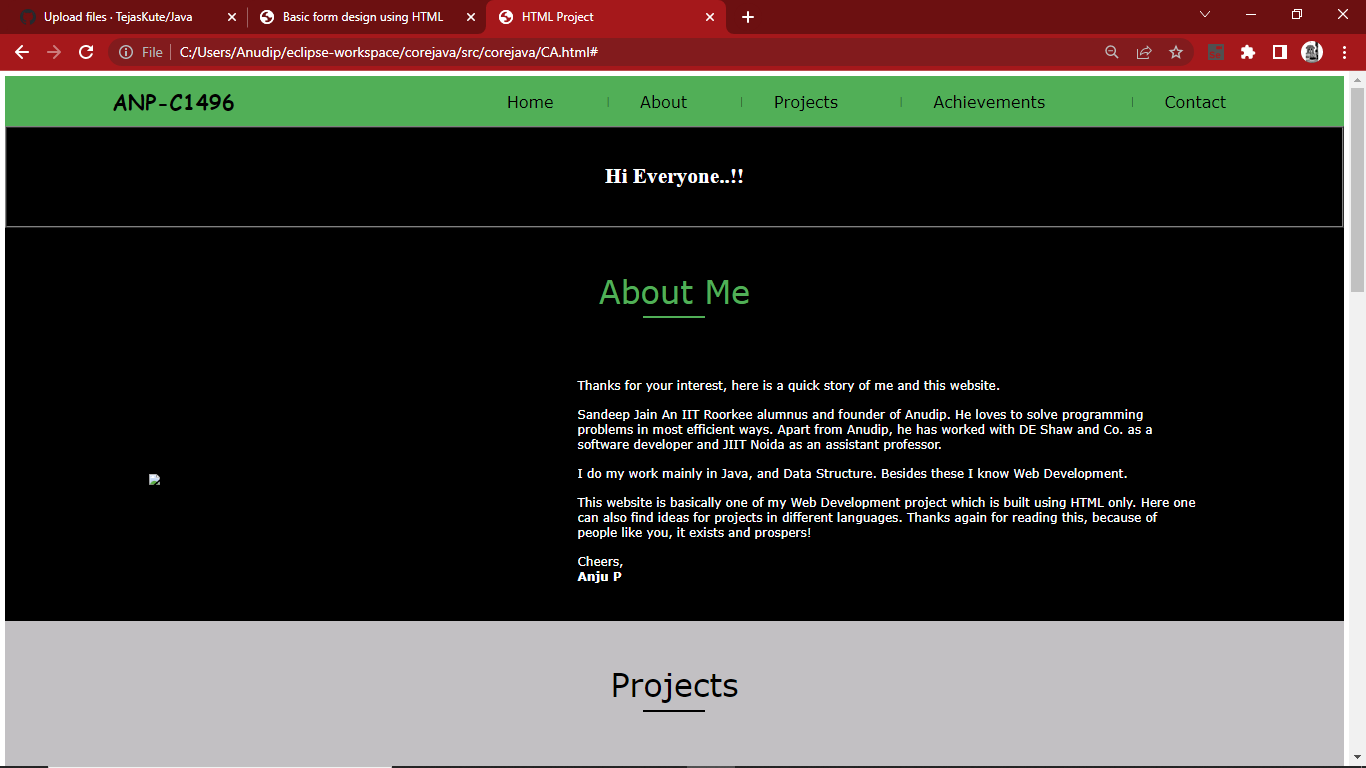 Upload files · TejasKute/Java
Basic form design using HTML
HTML Project
File C:/Users/Anudip/eclipse-workspace/corejava/src/corejava/CA.html#
ANP-C1496 Home | About | Projects | Achievements | Contact
Hi Everyone..!!
About Me
Thanks for your interest, here is a quick story of me and this website.
Sandeep Jain An IIT Roorkee alumnus and founder of Anudip. He loves to solve programming
problems in most efficient ways. Apart from Anudip, he has worked with DE Shaw and Co. as a
software developer and JIIT Noida as an assistant professor.
I do my work mainly in Java, and Data Structure. Besides these I know Web Development.
This website is basically one of my Web Development project which is built using HTML only. Here one
can also find ideas for projects in different languages. Thanks again for reading this, because of
people like you, it exists and prospers!
Cheers,
Anju P
Projects